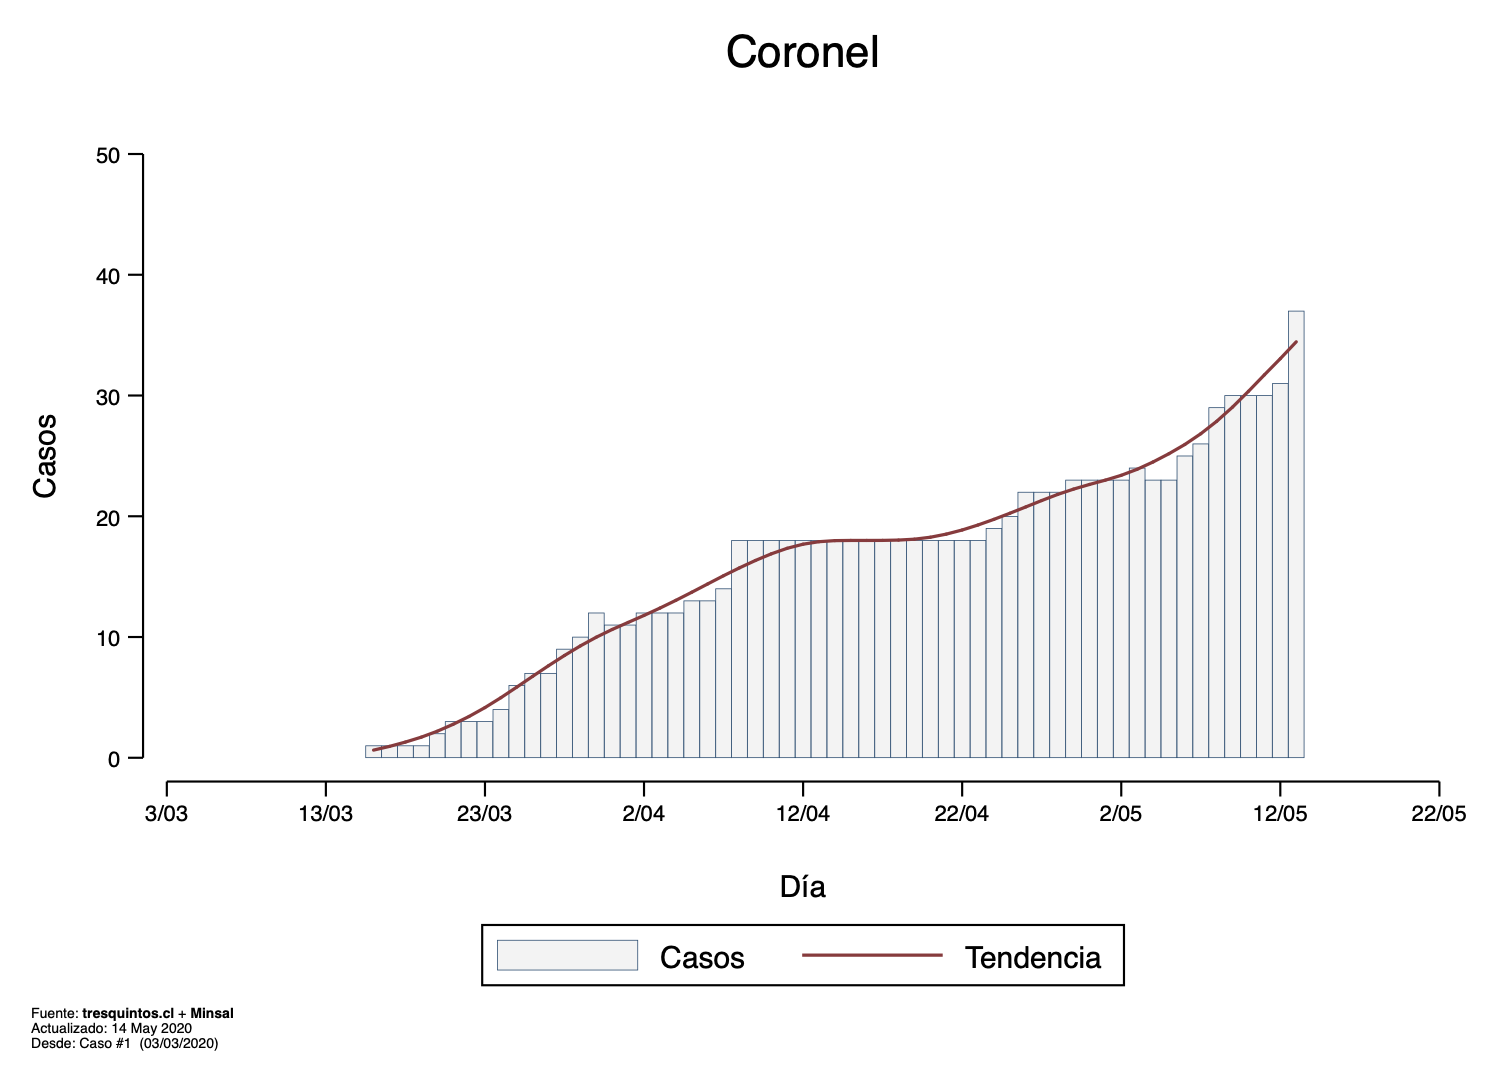 Coronel
50
40
30
20
10
0
Casos
3/03 13/03 23/03 2/04 12/04 22/04 2/05 12/05 22/05
Día
Casos Tendencia
Fuente: tresquintos.cl + Minsal
Actualizado: 14 May 2020
Desde: Caso #1 (03/03/2020)